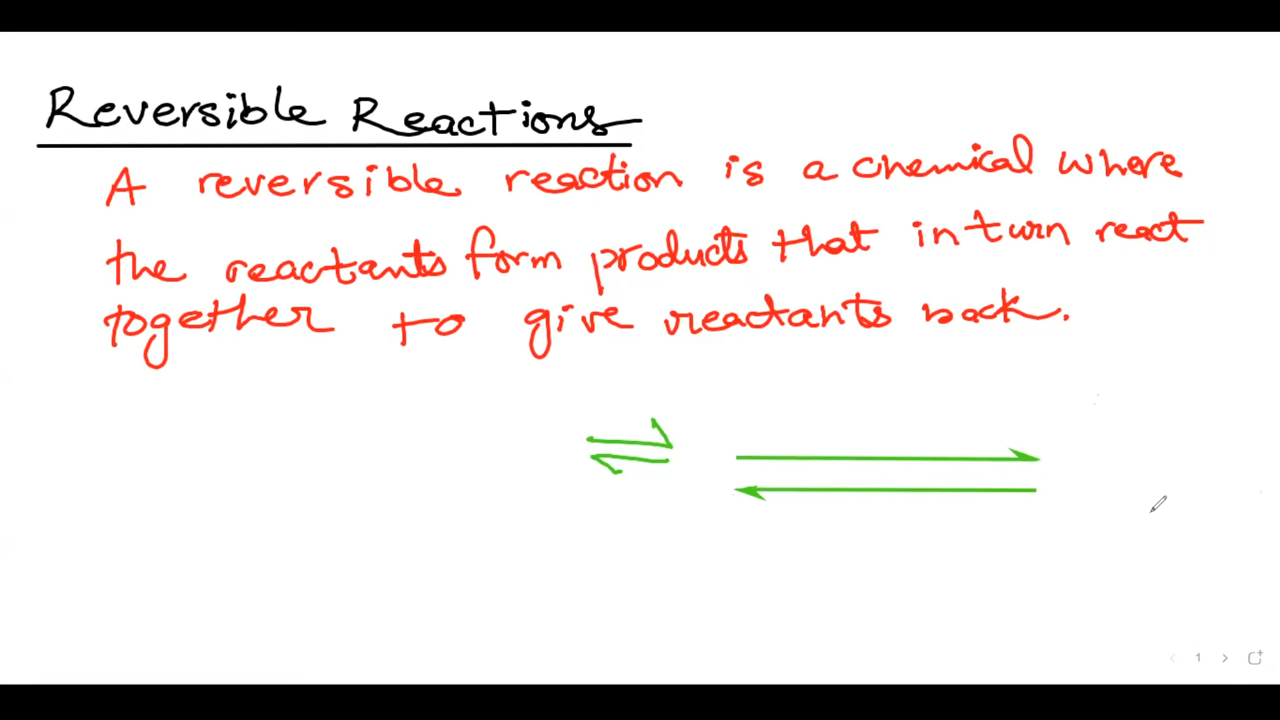 Reversible Reactions
A reversible reaction is a chemical where
the reactants form products that in turn react
together to give reactants back.
1